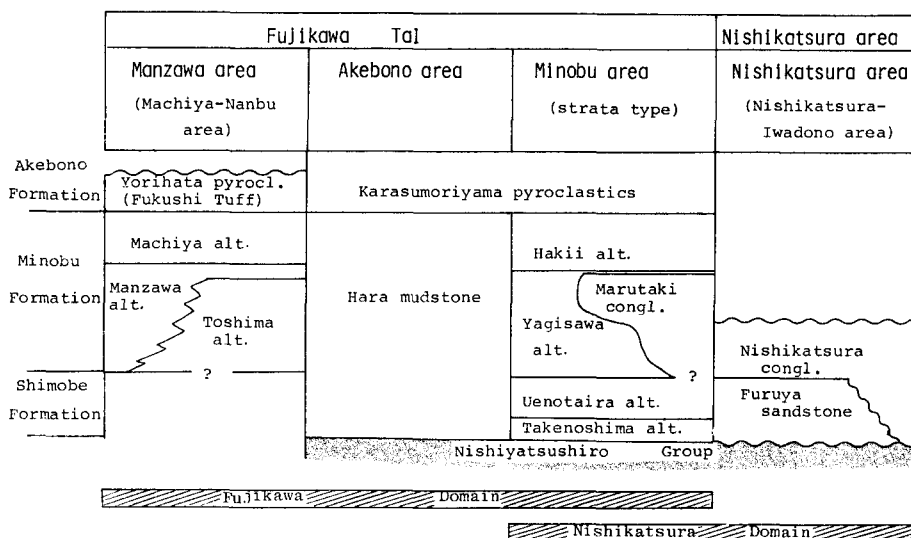 Fujikawa Tal
Nishikatsura area
Manzawa area
(Machiya-Nanbu
area)
Akebono area
Minobu area
(strata type)
Nishikatsura area
(Nishikatsura-
Iwadono area)
Akebono
Formation
Yorihata pyrocl.
(Fukushi Tuff)
Karasumoriyama pyroclastics
Minobu
Formation
Machiya alt.
Manzawa
alt.
Toshima
alt.
?
Hara mudstone
Hakii alt.
Marutaki
congl.
Yagisawa
alt.
?
Nishikatsura
congl.
Shimobe
Formation
Uenotaira alt.
Takenoshima alt.
Furuya
sandstone
Nishiyatsushiro Group
Fujikawa Domain
Nishikatsura Domain